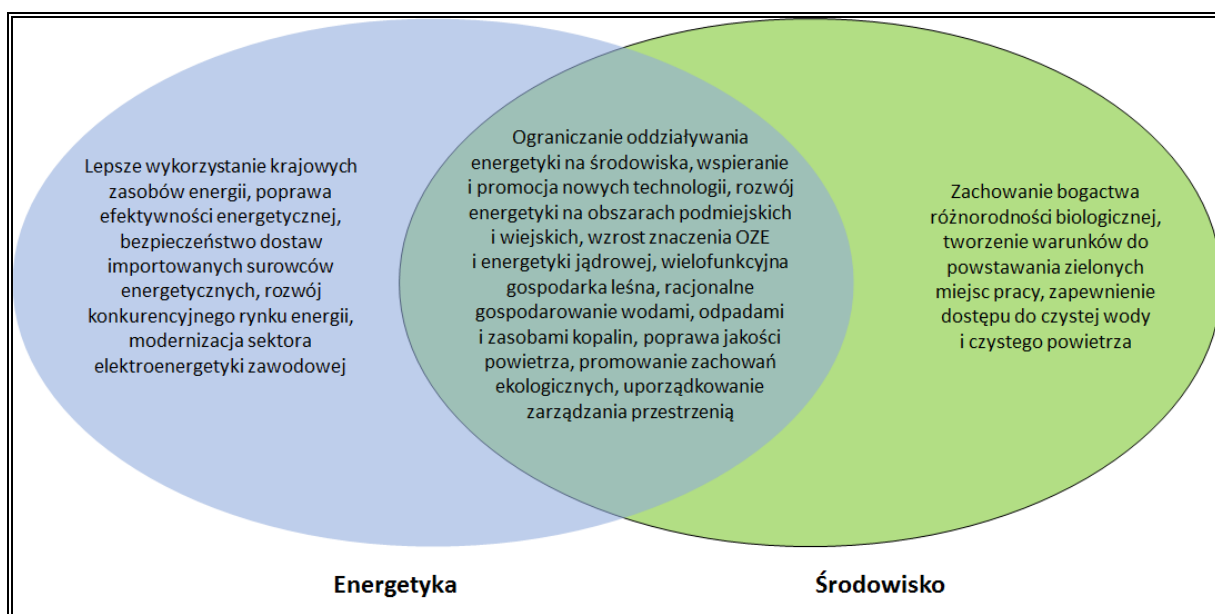 Lepsze wykorzystanie krajowych
zasobów energii, poprawa
efektywności energetycznej,
bezpieczeństwo dostaw
importowanych surowców
energetycznych, rozwój
konkurencyjnego rynku energii,
modernizacja sektora
elektroenergetyki zawodowej
Ograniczanie oddziaływania
energetyki na środowiska, wspieranie
i promocja nowych technologii, rozwój
energetyki na obszarach podmiejskich
i wiejskich, wzrost znaczenia OZE
i energetyki jądrowej, wielofunkcyjna
gospodarka leśna, racjonalne
gospodarowanie wodami, odpadami
i zasobami kopalin, poprawa jakości
powietrza, promowanie zachowań
ekologicznych, uporządkowanie
zarządzania przestrzenią
Zachowanie bogactwa
różnorodności biologicznej,
tworzenie warunków do
powstawania zielonych
miejsc pracy, zapewnienie
dostępu do czystej wody
i czystego powietrza
Energetyka
Środowisko